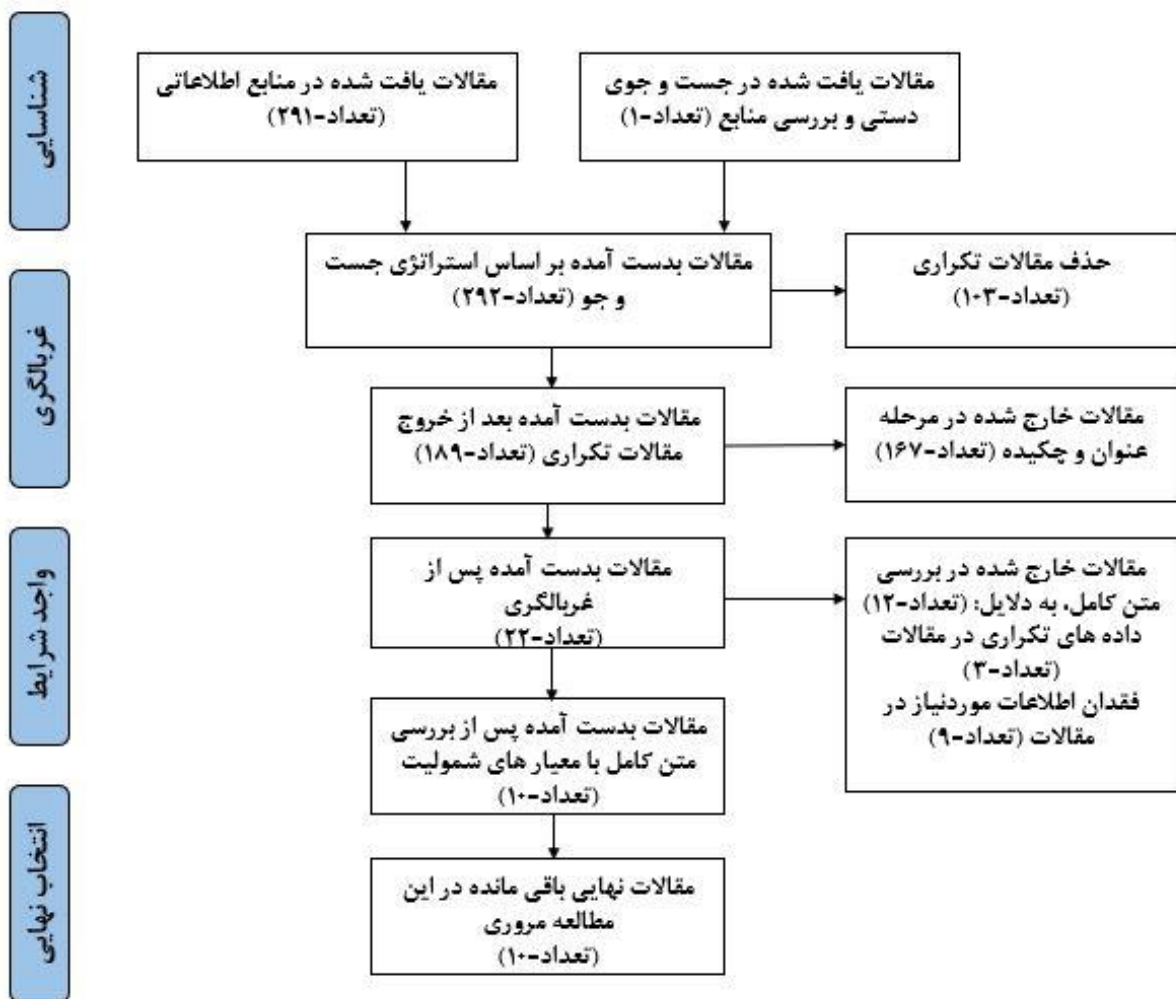 شناسایی
مقالات یافت شده در جست و جوی
دستی و بررسی منابع (تعداد-۱)
مقالات یافت شده در منابع اطلاعاتی
(تعداد-۲۹۱)
غربالگری
مقالات بدست آمده بر اساس استراتژی جست
و جو (تعداد-۲۹۲)
حذف مقالات تکراری
(تعداد-۱۰۳)
مقالات بدست آمده بعد از خروج
مقالات تکراری (تعداد-۱۸۹)
مقالات خارج شده در مرحله
عنوان و چکیده (تعداد-۱۶۷)
واجد شرایط
مقالات بدست آمده پس از
غربالگری
(تعداد-۲۲)
مقالات خارج شده در بررسی
متن کامل، به دلایل: (تعداد-۱۲)
داده های تکراری در مقالات
(تعداد-۳)
فقدان اطلاعات موردنیاز در
مقالات (تعداد-۹)
مقالات بدست آمده پس از بررسی
متن کامل با معیار های شمولیت
(تعداد-۱۰)
انتخاب نهایی
مقالات نهایی باقی مانده در این
مطالعه مروری
(تعداد-۱۰)